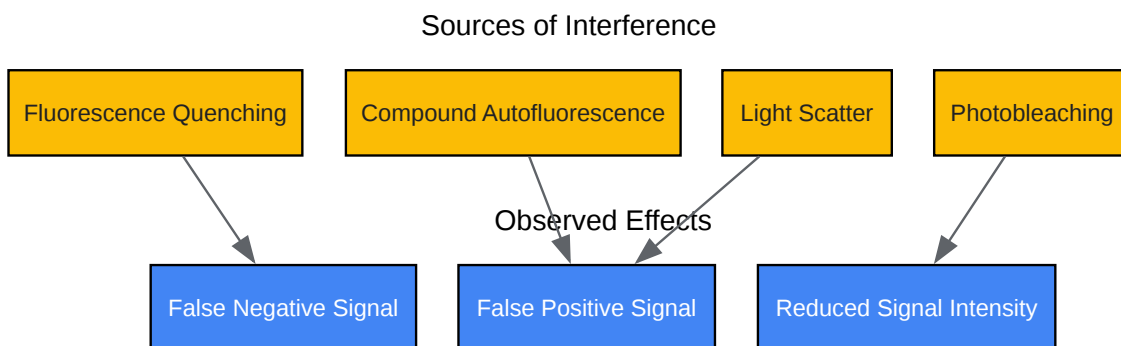 Sources of Interference
Fluorescence Quenching
Compound Autofluorescence
Light Scatter
Photobleaching
Observed Effects
False Negative Signal
False Positive Signal
Reduced Signal Intensity